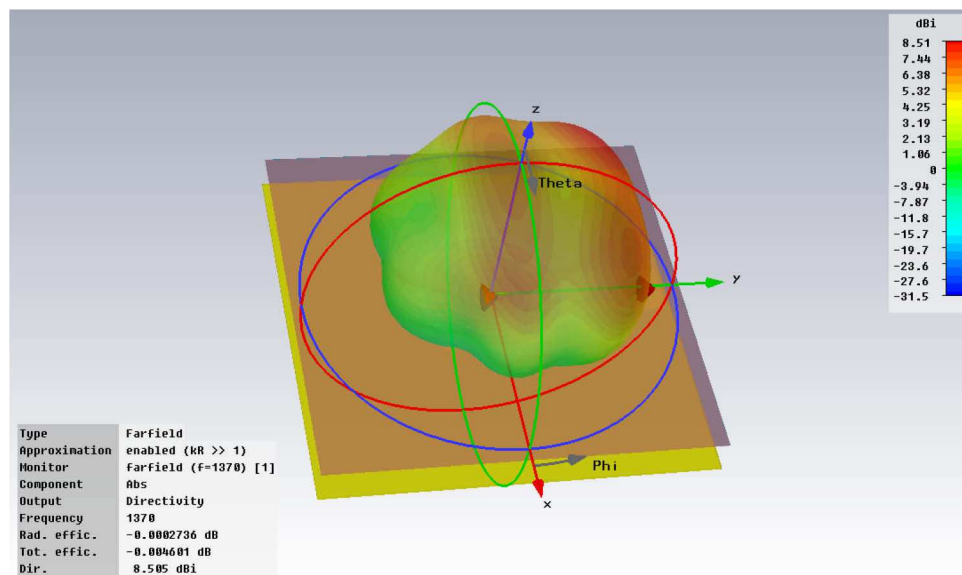 dBi
8.51
7.44
6.38
5.32
4.25
3.19
2.13
1.06
0
-3.94
-7.87
-11.8
-15.7
-19.7
-23.6
-27.6
-31.5
z
Theta
y
Phi
x
Type Farfield
Approximation enabled (kR >> 1)
Monitor farfield (f=1370) [1]
Component Abs
Output Directivity
Frequency 1370
Rad. effic. -0.0002736 dB
Tot. effic. -0.004601 dB
Dir. 8.505 dBi